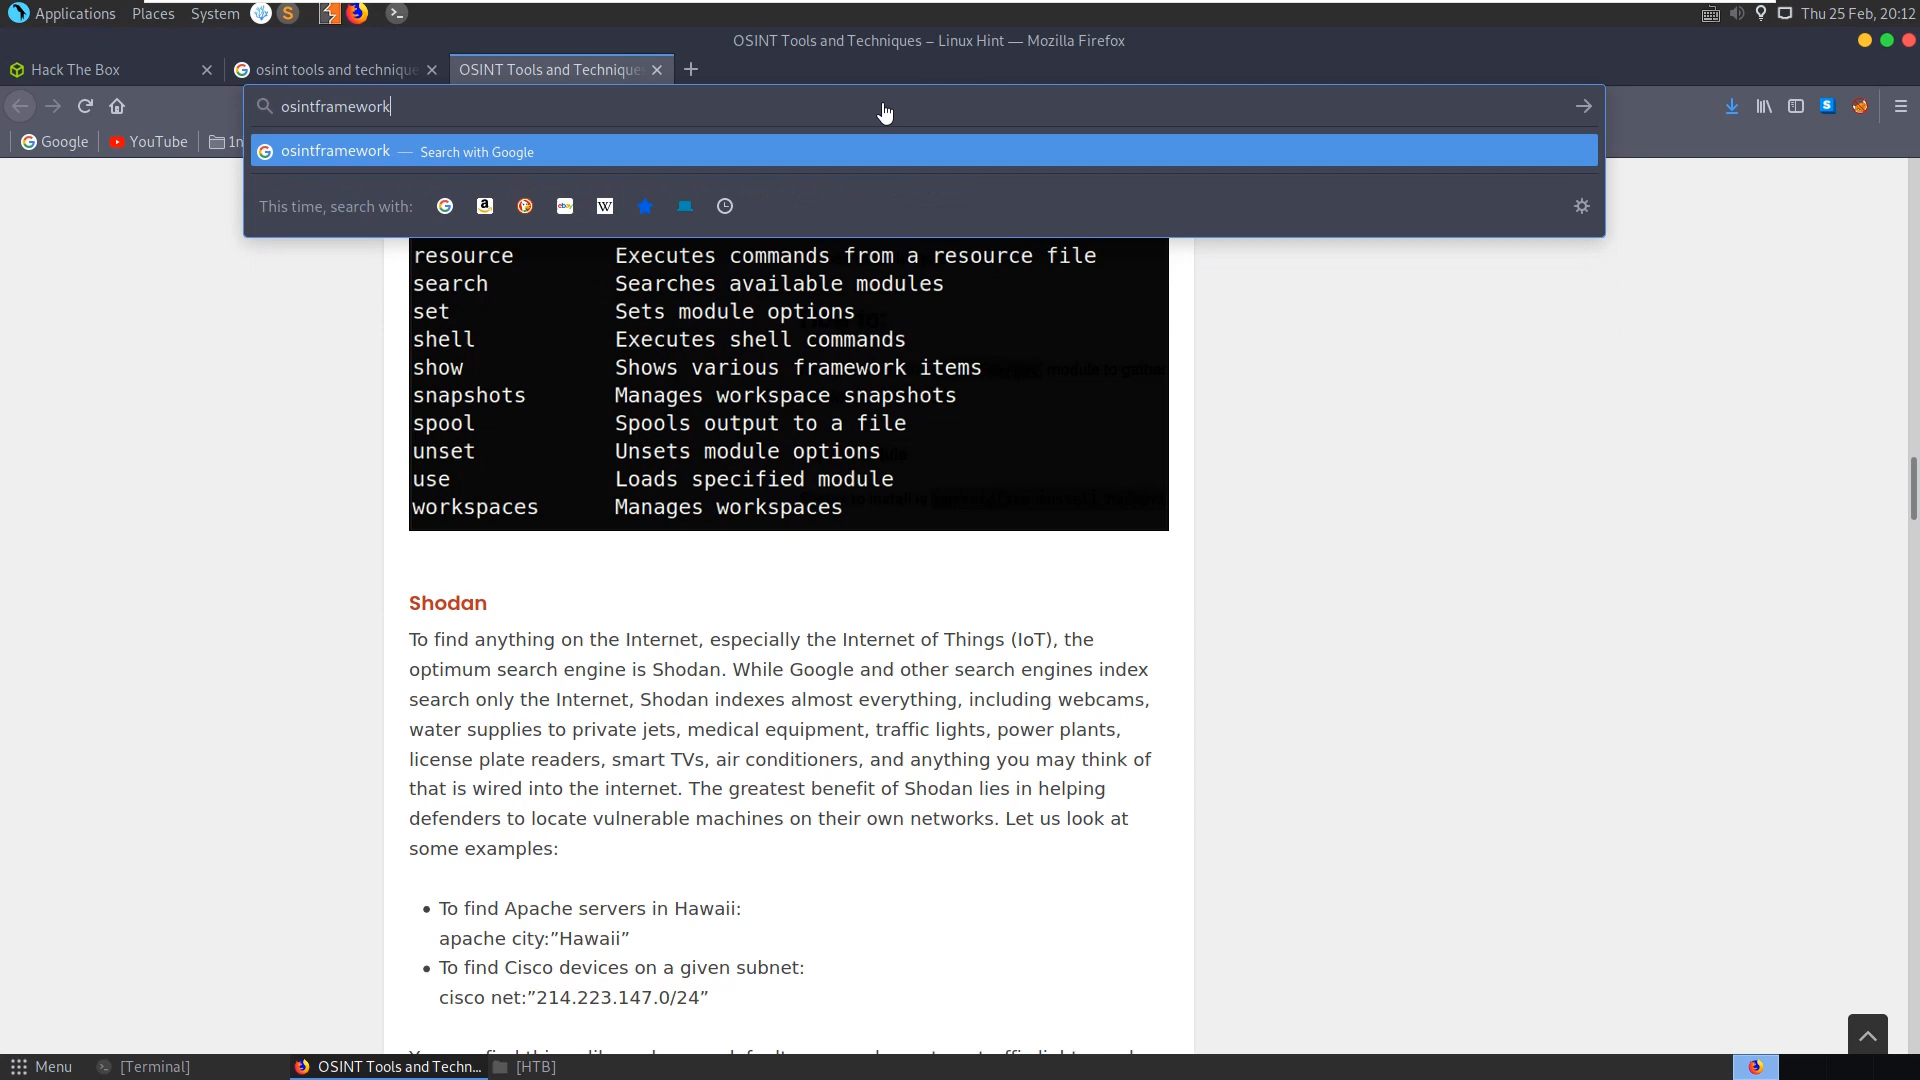 Applications Places System Thu 25 Feb, 20:12
OSINT Tools and Techniques – Linux Hint — Mozilla Firefox
Hack The Box osint tools and technique OSINT Tools and Technique
osintframework
Google YouTube 1n
osintframework — Search with Google
This time, search with:
resource Executes commands from a resource file
search Searches available modules
set Sets module options
shell Executes shell commands
show Shows various framework items
snapshots Manages workspace snapshots
spool Spools output to a file
unset Unsets module options
use Loads specified module
workspaces Manages workspaces
Shodan
To find anything on the Internet, especially the Internet of Things (IoT), the
optimum search engine is Shodan. While Google and other search engines index
search only the Internet, Shodan indexes almost everything, including webcams,
water supplies to private jets, medical equipment, traffic lights, power plants,
license plate readers, smart TVs, air conditioners, and anything you may think of
that is wired into the internet. The greatest benefit of Shodan lies in helping
defenders to locate vulnerable machines on their own networks. Let us look at
some examples:
• To find Apache servers in Hawaii:
apache city:”Hawaii”
• To find Cisco devices on a given subnet:
cisco net:”214.223.147.0/24”
Menu [Terminal] OSINT Tools and Techn... [HTB]